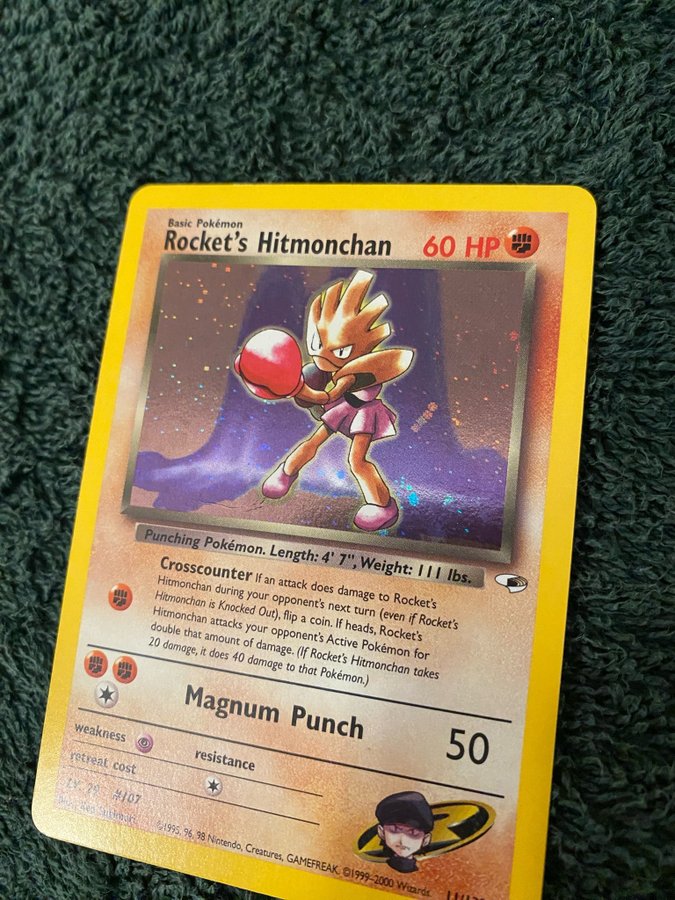 Basic Pokémon
Rocket's Hitmonchan 60 HP
Punching Pokémon. Length: 4' 7", Weight: 111 lbs.
Crosscounter If an attack does damage to Rocket's
Hitmonchan during your opponent's next turn (even if Rocket's
Hitmonchan is Knocked Out), flip a coin. If heads, Rocket's
Hitmonchan attacks your opponent's Active Pokémon for
double that amount of damage. (If Rocket's Hitmonchan takes
20 damage, it does 40 damage to that Pokémon.)
Magnum Punch 50
weakness
resistance
retreat cost
LV. 29 #107
©1995, 96, 98 Nintendo, Creatures, GAMEFREAK. ©1999-2000 Wizards.